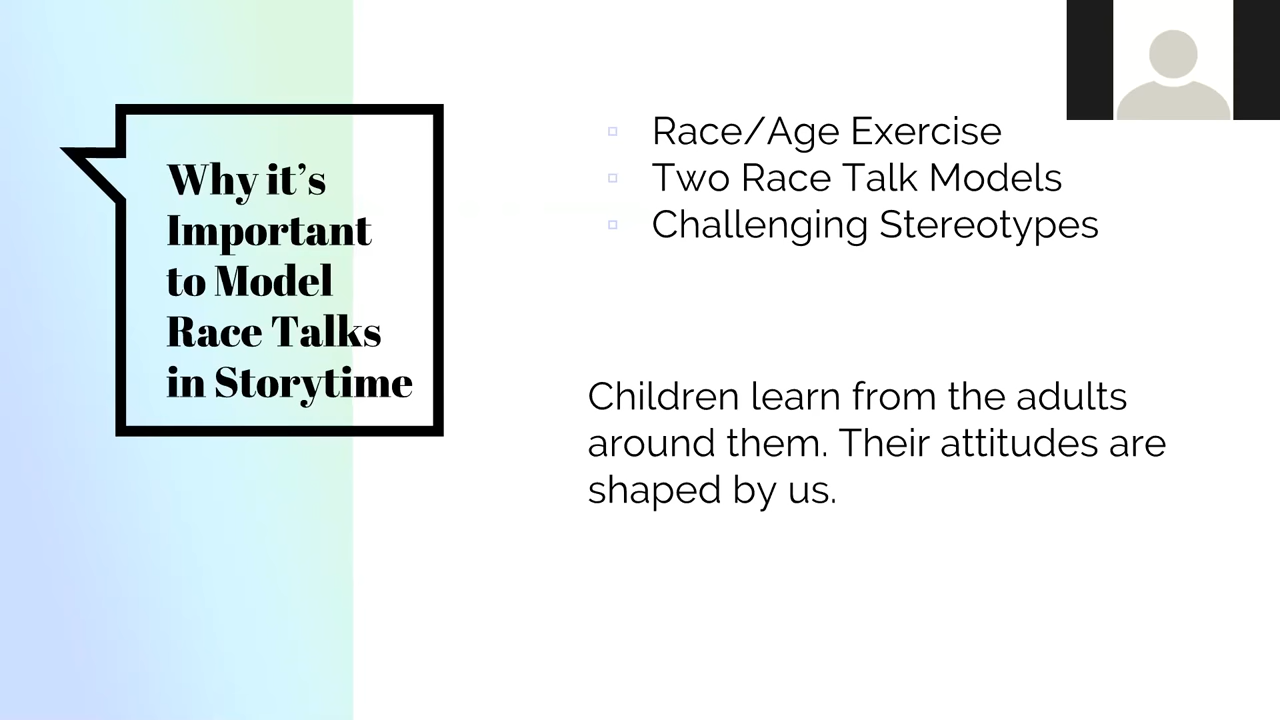 Why it’s
Important
to Model
Race Talks
in Storytime
Race/Age Exercise
Two Race Talk Models
Challenging Stereotypes
Children learn from the adults
around them. Their attitudes are
shaped by us.